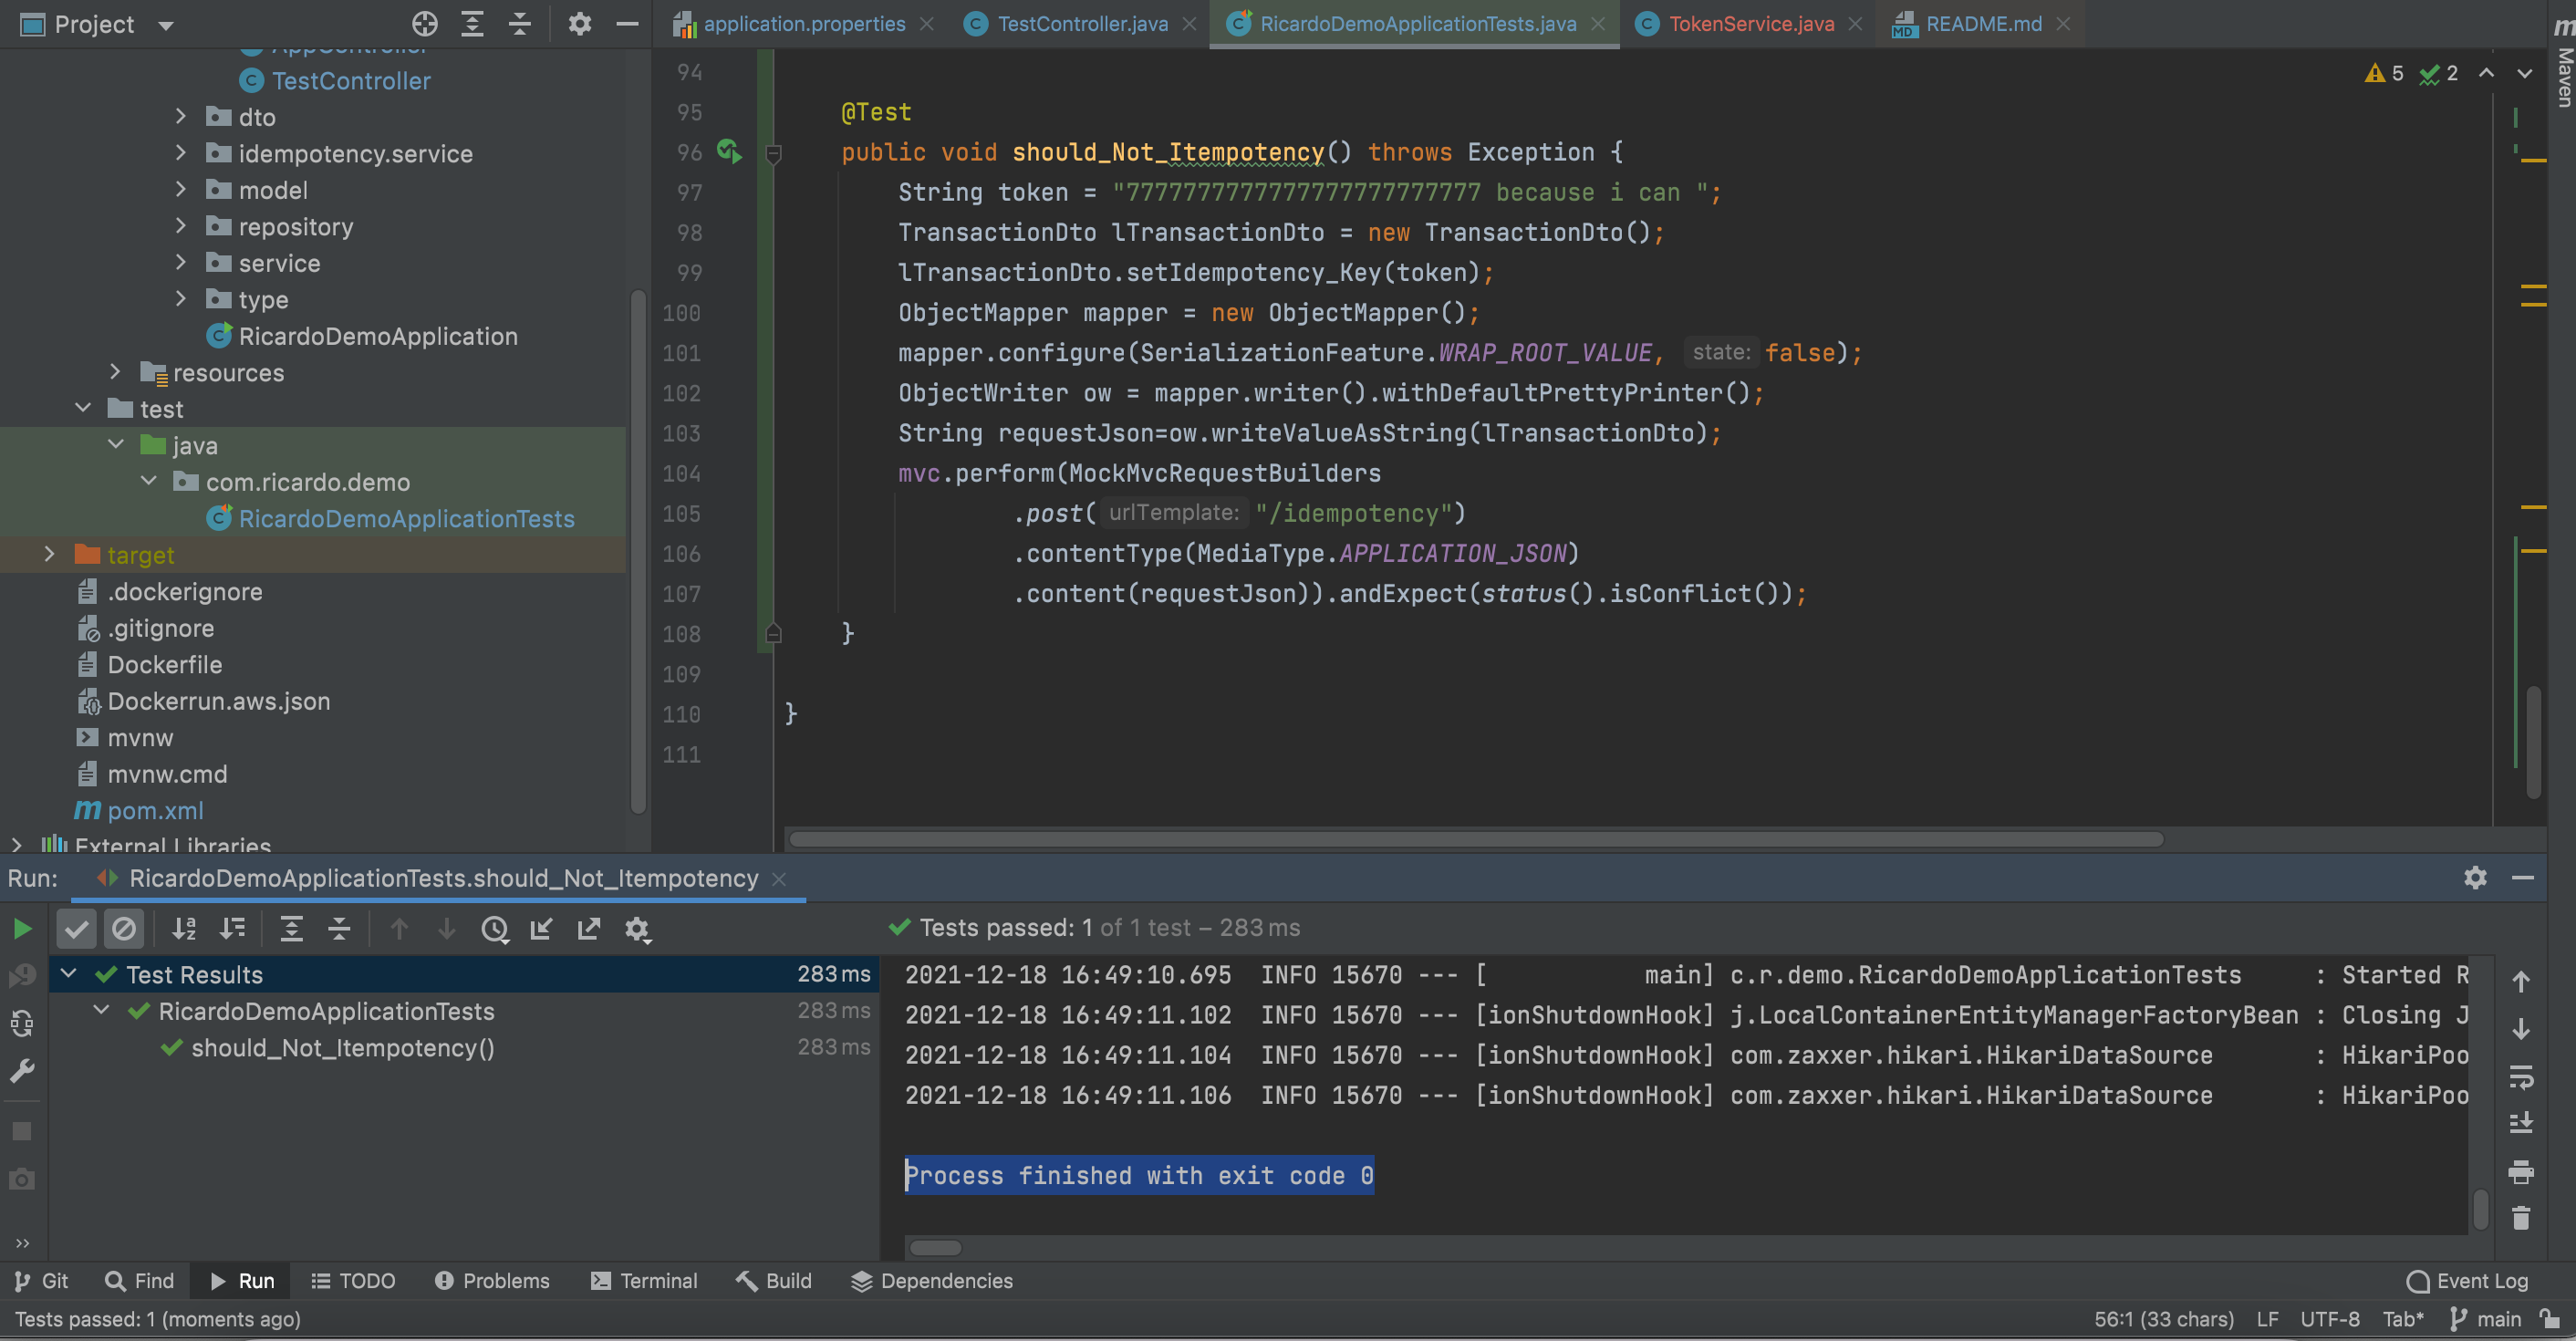 Project
application.properties
TestController.java
RicardoDemoApplicationTests.java
TokenService.java
README.md
Maven
AppController
TestController
dto
idempotency.service
model
repository
service
type
RicardoDemoApplication
resources
test
java
com.ricardo.demo
RicardoDemoApplicationTests
target
.dockerignore
.gitignore
Dockerfile
Dockerrun.aws.json
mvnw
mvnw.cmd
pom.xml
External Libraries
5 2
94
95 @Test
96 public void should_Not_Itempotency() throws Exception {
97 String token = "7777777777777777777777777 because i can ";
98 TransactionDto lTransactionDto = new TransactionDto();
99 lTransactionDto.setIdempotency_Key(token);
100 ObjectMapper mapper = new ObjectMapper();
101 mapper.configure(SerializationFeature.WRAP_ROOT_VALUE, state: false);
102 ObjectWriter ow = mapper.writer().withDefaultPrettyPrinter();
103 String requestJson=ow.writeValueAsString(lTransactionDto);
104 mvc.perform(MockMvcRequestBuilders
105 .post( urlTemplate: "/idempotency")
106 .contentType(MediaType.APPLICATION_JSON)
107 .content(requestJson)).andExpect(status().isConflict());
108 }
109
110 }
111
Run: RicardoDemoApplicationTests.should_Not_Itempotency
Tests passed: 1 of 1 test – 283 ms
Test Results 283 ms
RicardoDemoApplicationTests 283 ms
should_Not_Itempotency() 283 ms
2021-12-18 16:49:10.695 INFO 15670 --- [ main] c.r.demo.RicardoDemoApplicationTests : Started R
2021-12-18 16:49:11.102 INFO 15670 --- [ionShutdownHook] j.LocalContainerEntityManagerFactoryBean : Closing J
2021-12-18 16:49:11.104 INFO 15670 --- [ionShutdownHook] com.zaxxer.hikari.HikariDataSource : HikariPoo
2021-12-18 16:49:11.106 INFO 15670 --- [ionShutdownHook] com.zaxxer.hikari.HikariDataSource : HikariPoo
Process finished with exit code 0
Git Find Run TODO Problems Terminal Build Dependencies Event Log
Tests passed: 1 (moments ago) 56:1 (33 chars) LF UTF-8 Tab* main